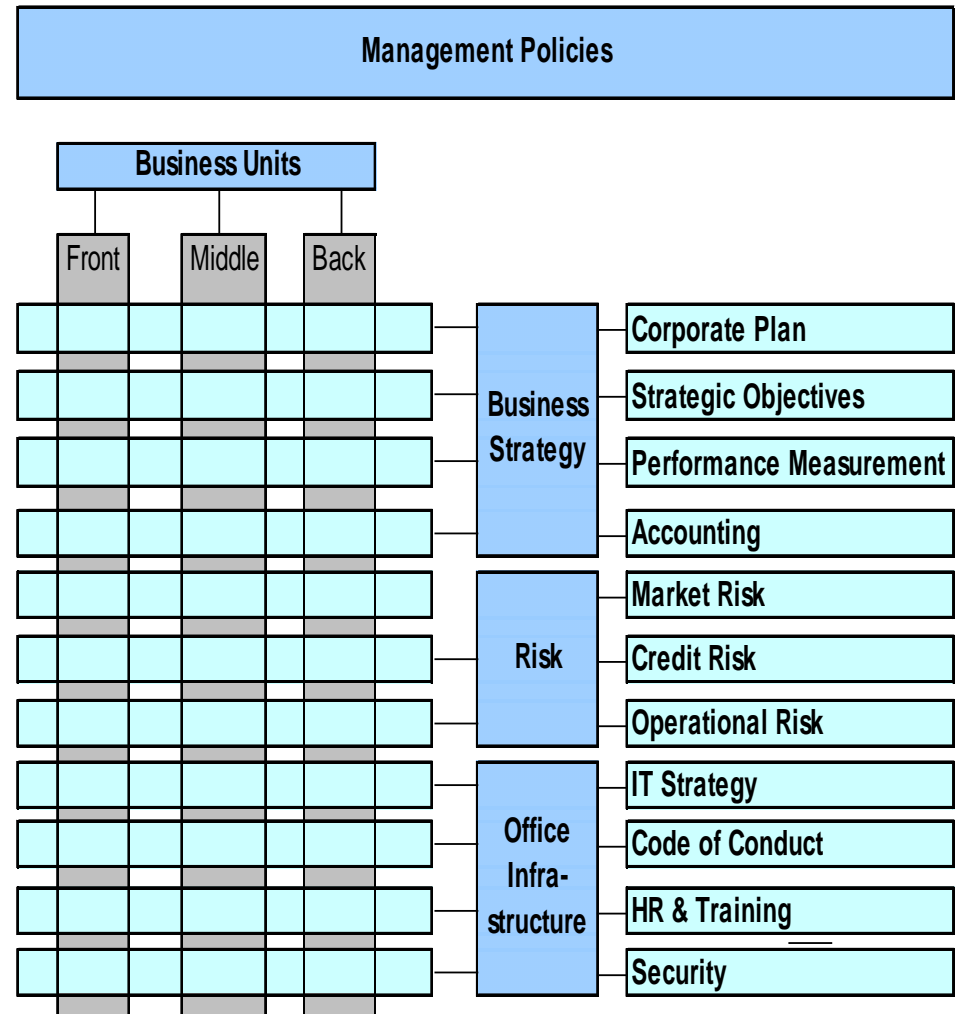 Management Policies
Business Units
Front Middle Back
Corporate Plan
Strategic Objectives
Business
Strategy
Performance Measurement
Accounting
Market Risk
Risk
Credit Risk
Operational Risk
IT Strategy
Office
Infra-
structure
Code of Conduct
HR & Training
Security